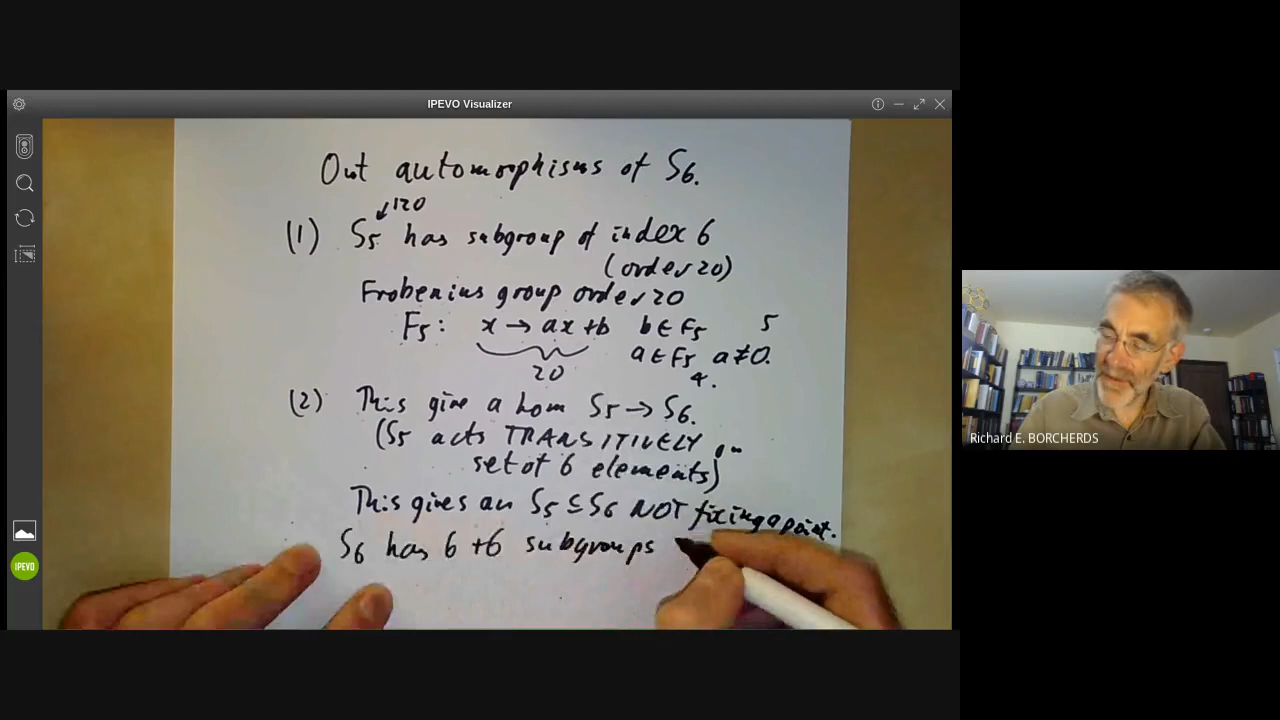 IPEVO Visualizer
Out automorphisms of S6.
120
(1) S5 has subgroup of index 6
(order 20)
Frobenius group order 20
F5: x → ax + b b ∈ F5 5
a ∈ F5 a ≠ 0.
20 4.
(2) This give a hom S5 → S6.
(S5 acts TRANSITIVELY on
set of 6 elements)
This gives an S5 ⊆ S6 NOT fixing a point.
S6 has 6 + 6 subgroups
IPEVO
Richard E. BORCHERDS